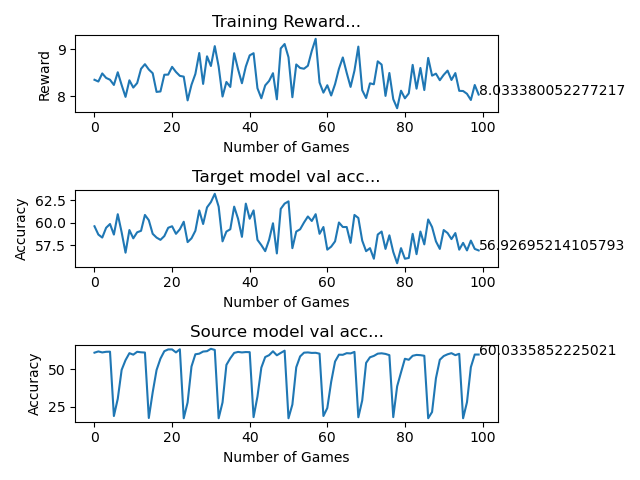 Training Reward...
9
8
Reward
8.033380052277217
0 20 40 60 80 100
Number of Games
Target model val acc...
62.5
60.0
57.5
Accuracy
56.92695214105793
0 20 40 60 80 100
Number of Games
Source model val acc...
50
25
Accuracy
60.0335852225021
0 20 40 60 80 100
Number of Games